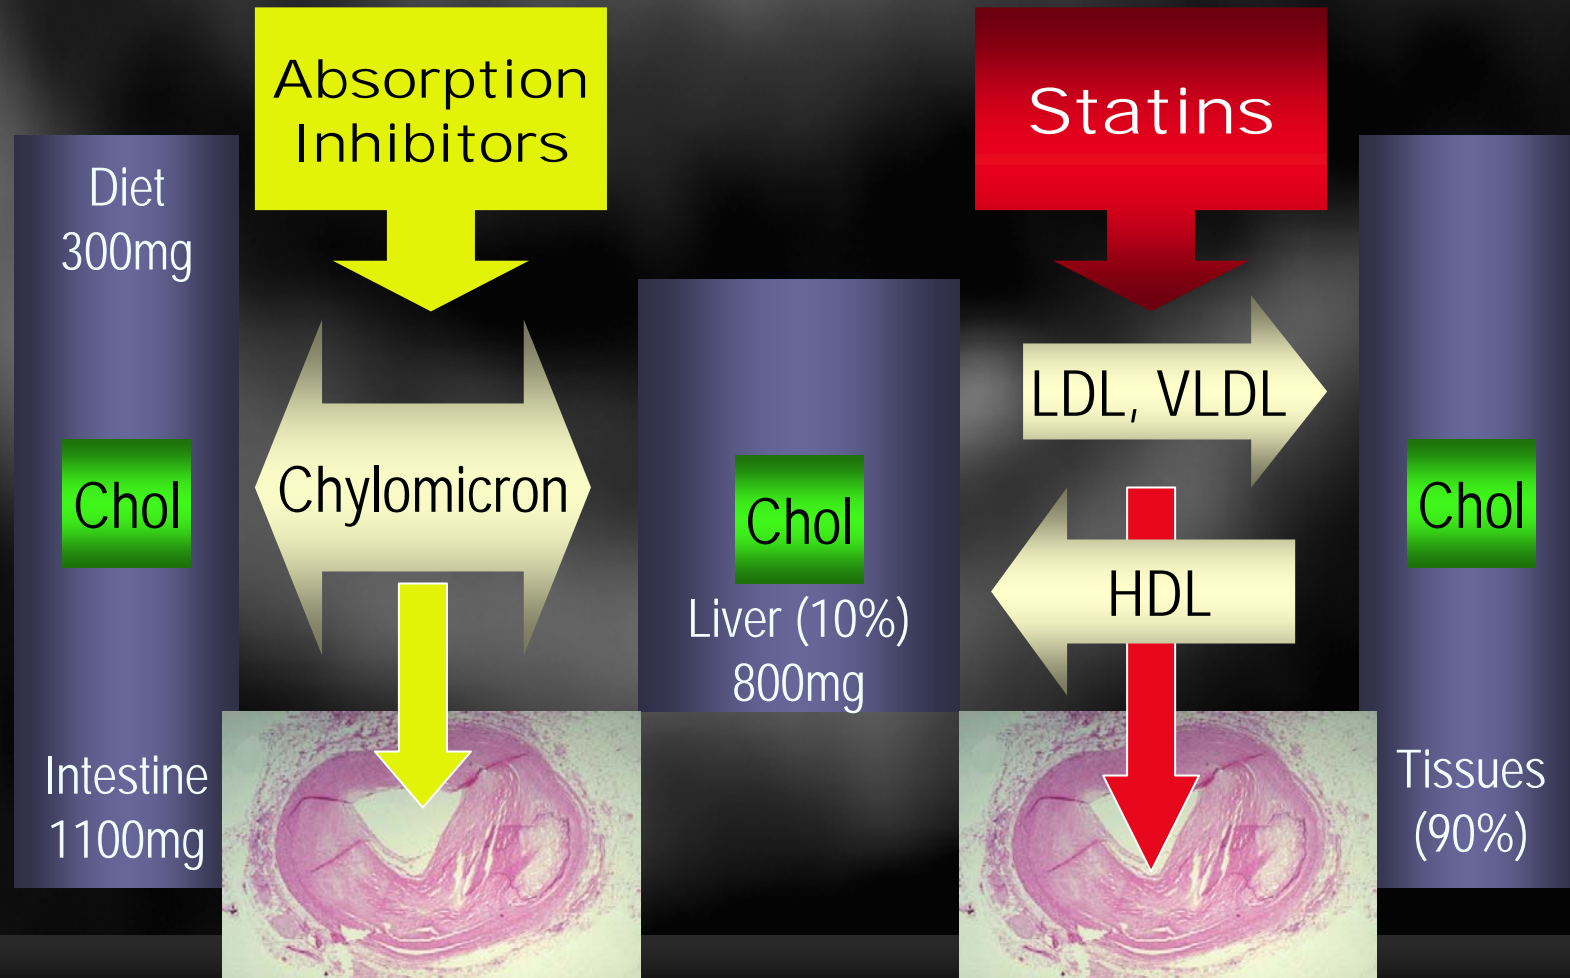 Absorption
Inhibitors
Statins
Diet
300mg
Chol
Intestine
1100mg
Chylomicron
Chol
Liver (10%)
800mg
LDL, VLDL
HDL
Chol
Tissues
(90%)